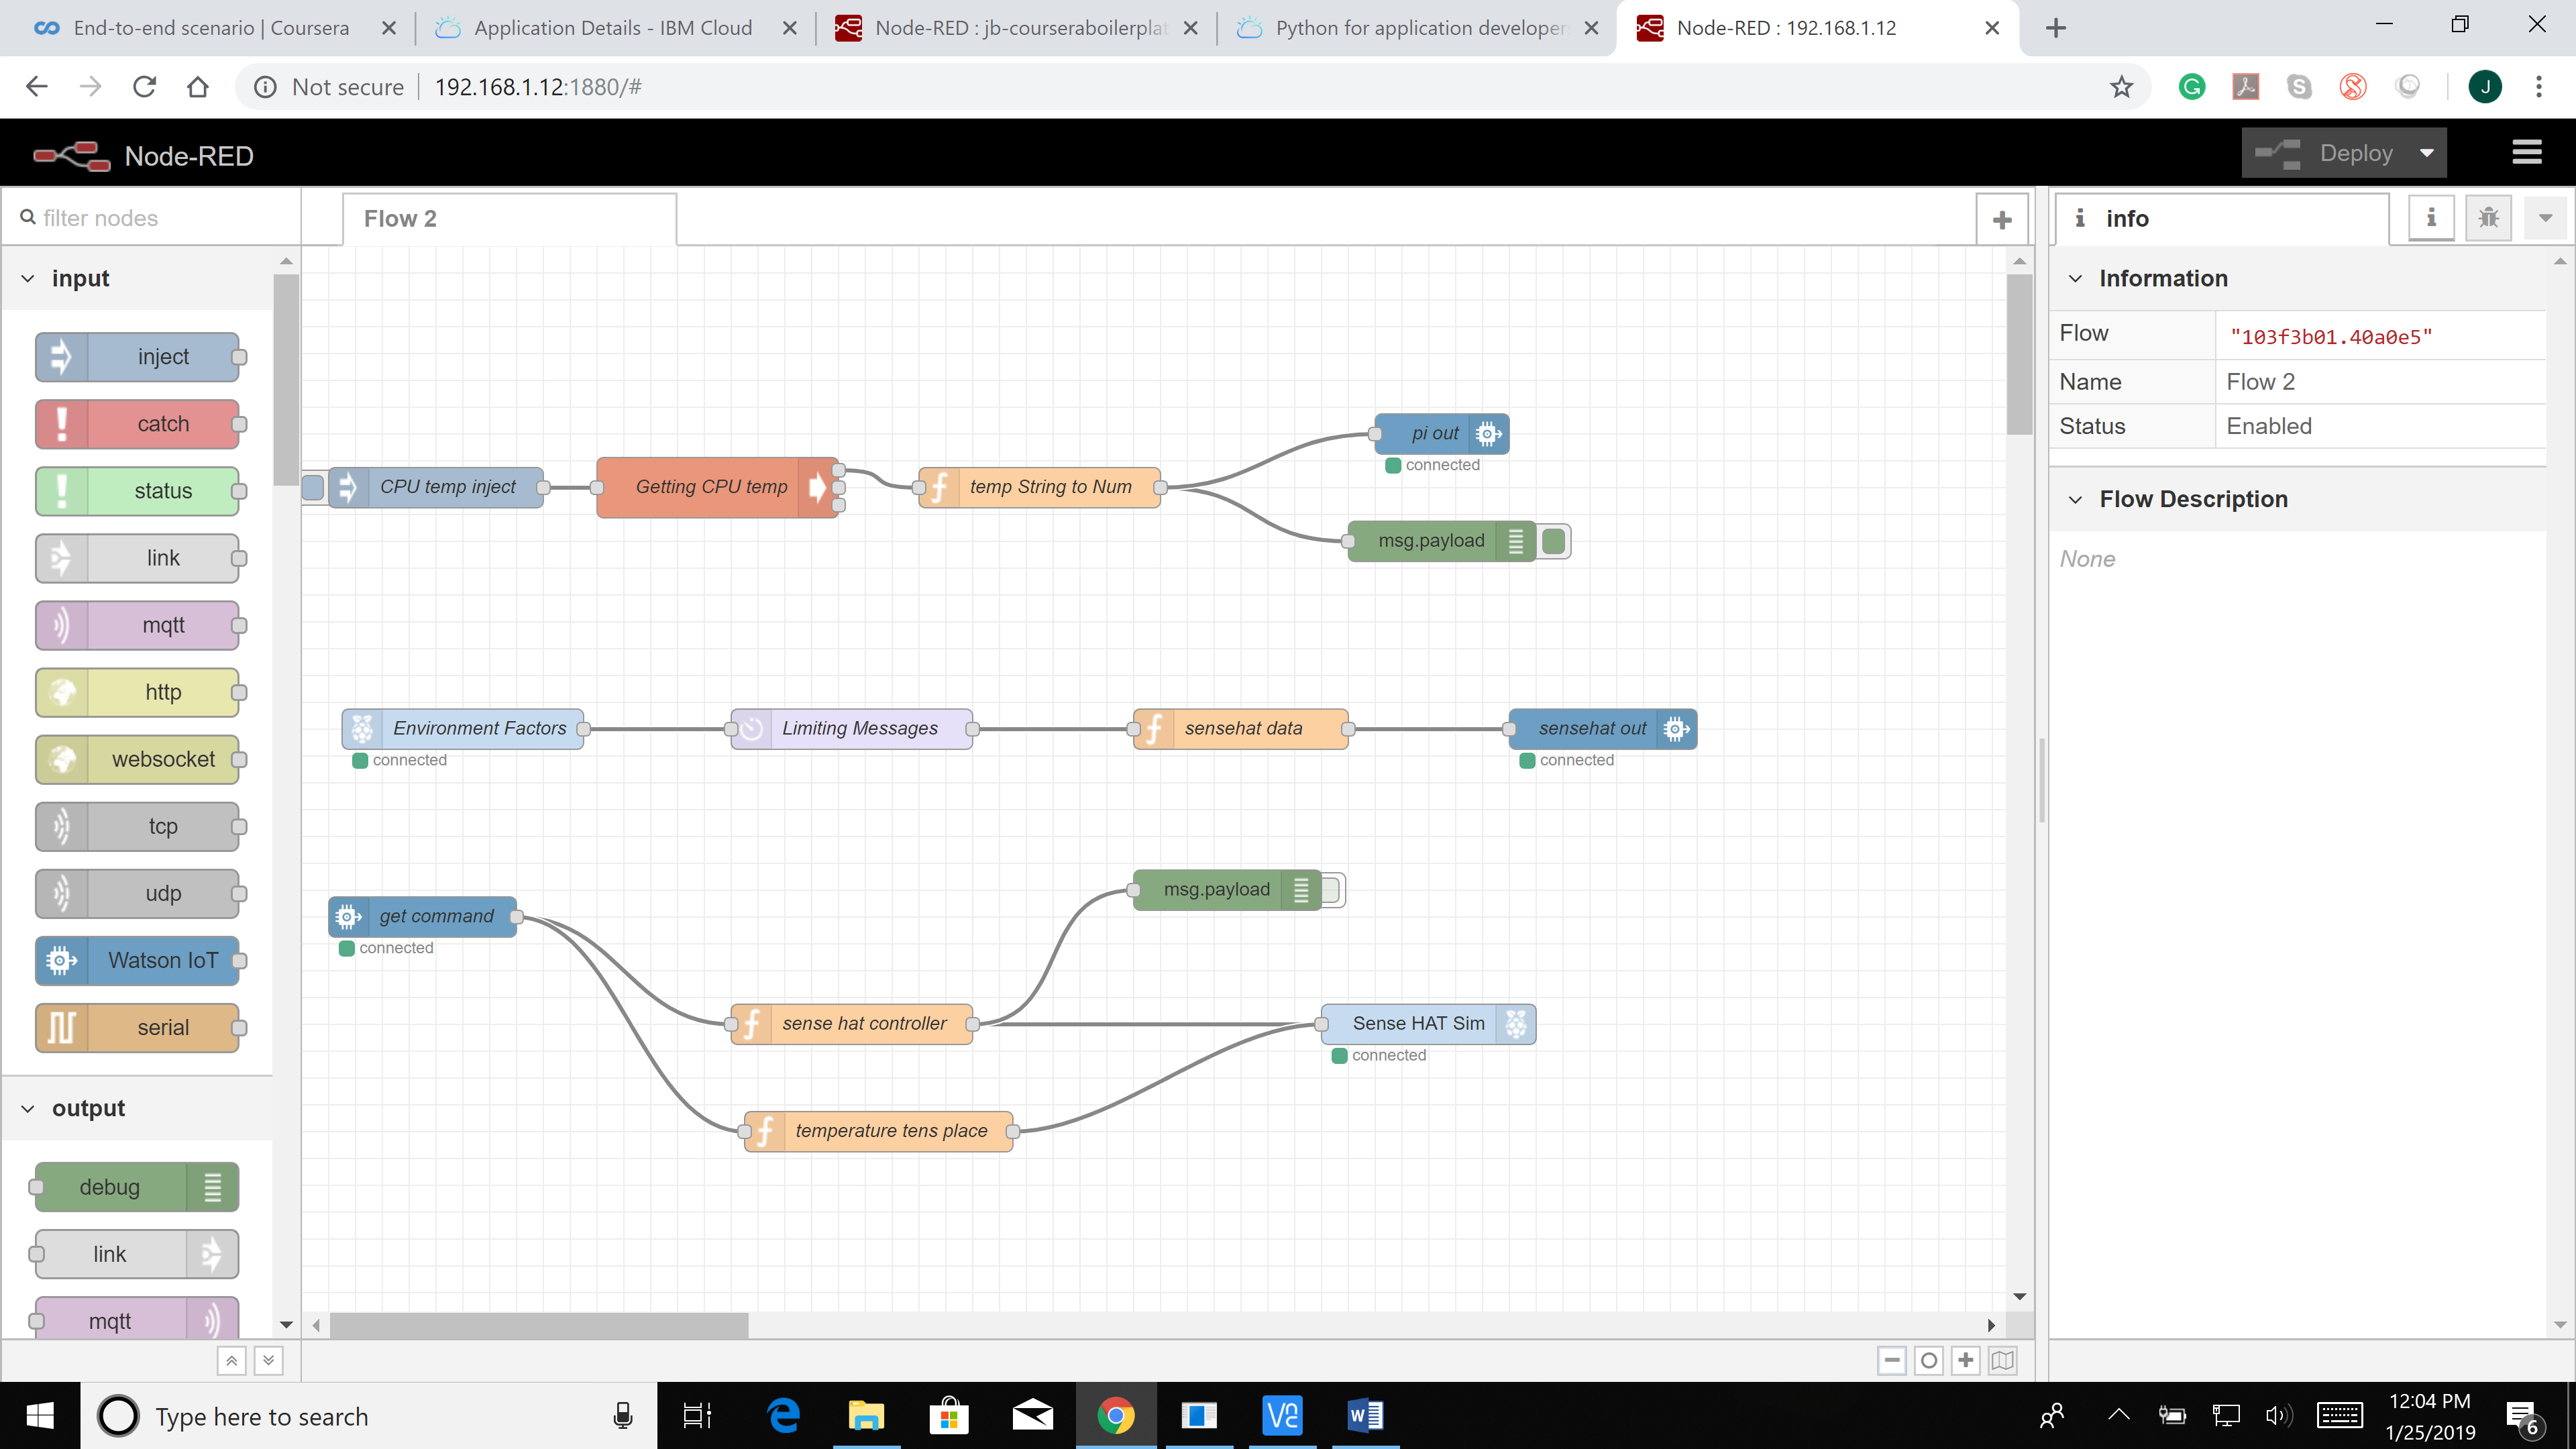 End-to-end scenario | Coursera
Application Details - IBM Cloud
Node-RED : jb-courseraboilerplat
Python for application developers
Node-RED : 192.168.1.12
Not secure
192.168.1.12:1880/#
J
Node-RED
Deploy
filter nodes
Flow 2
info
input
inject
catch
status
link
mqtt
http
websocket
tcp
udp
Watson IoT
serial
output
debug
link
mqtt
CPU temp inject
Getting CPU temp
temp String to Num
pi out
connected
msg.payload
Environment Factors
connected
Limiting Messages
sensehat data
sensehat out
connected
get command
connected
msg.payload
sense hat controller
Sense HAT Sim
connected
temperature tens place
Information
Flow "103f3b01.40a0e5"
Name Flow 2
Status Enabled
Flow Description
None
Type here to search
12:04 PM
1/25/2019
6